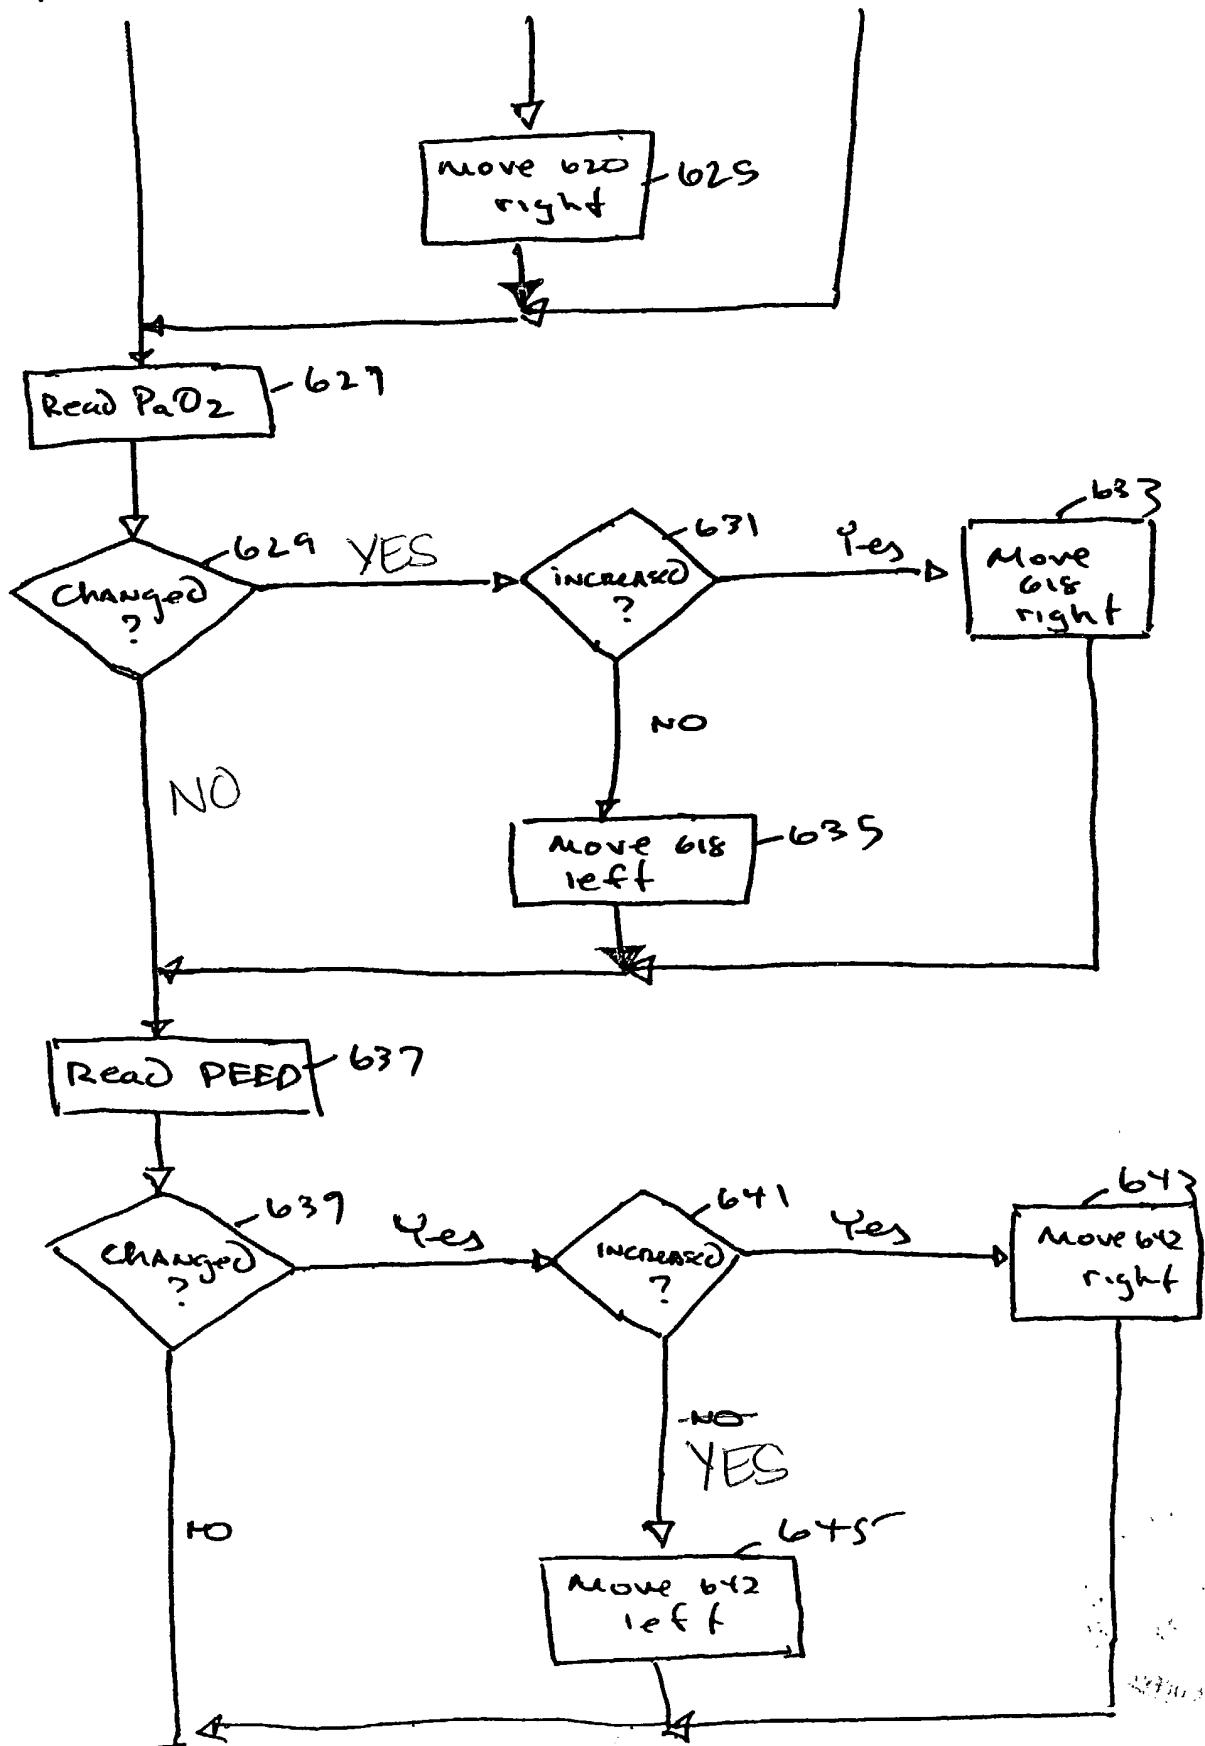 Move 620
right
625
Read PaO2
627
629
YES
631
Yes
633
Changed
?
INCREASED
?
Move
618
right
NO
NO
Move 618
left
635
Read PEED
637
639
Yes
641
Yes
643
Changed
?
INCREASED
?
Move 642
right
NO
YES
NO
645
Move 642
left